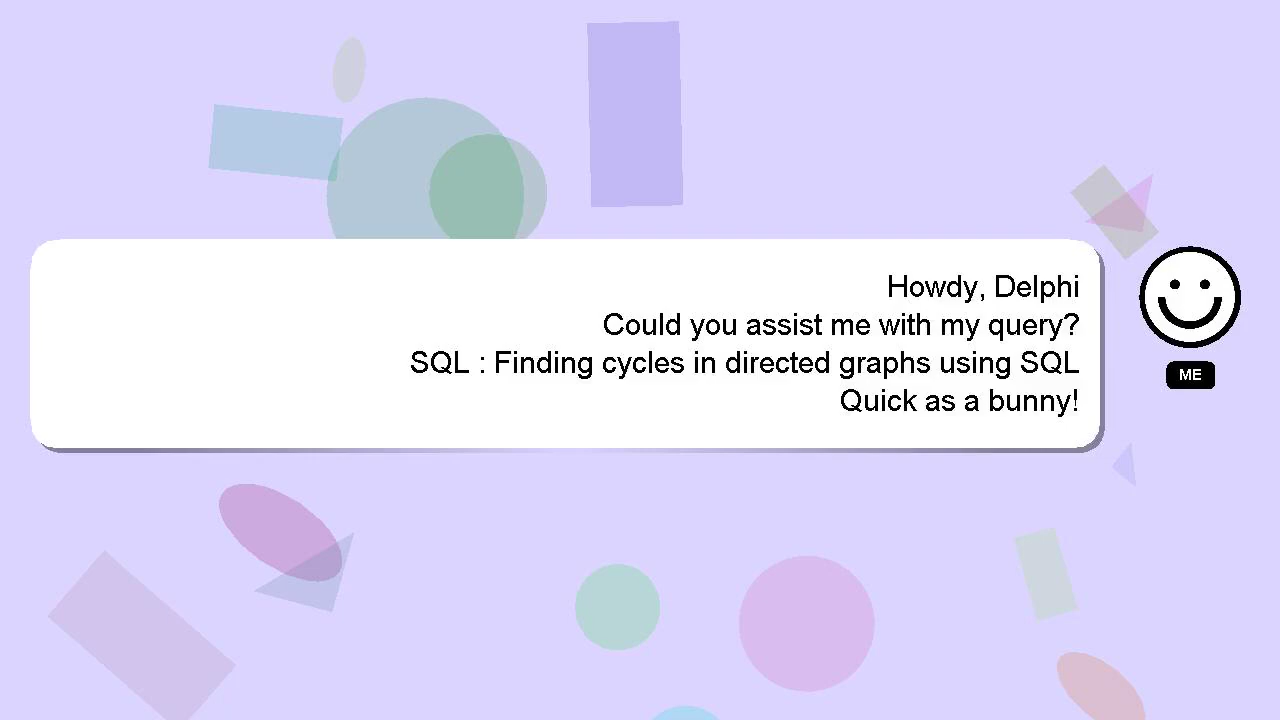 Howdy, Delphi
Could you assist me with my query?
SQL : Finding cycles in directed graphs using SQL
Quick as a bunny!
ME